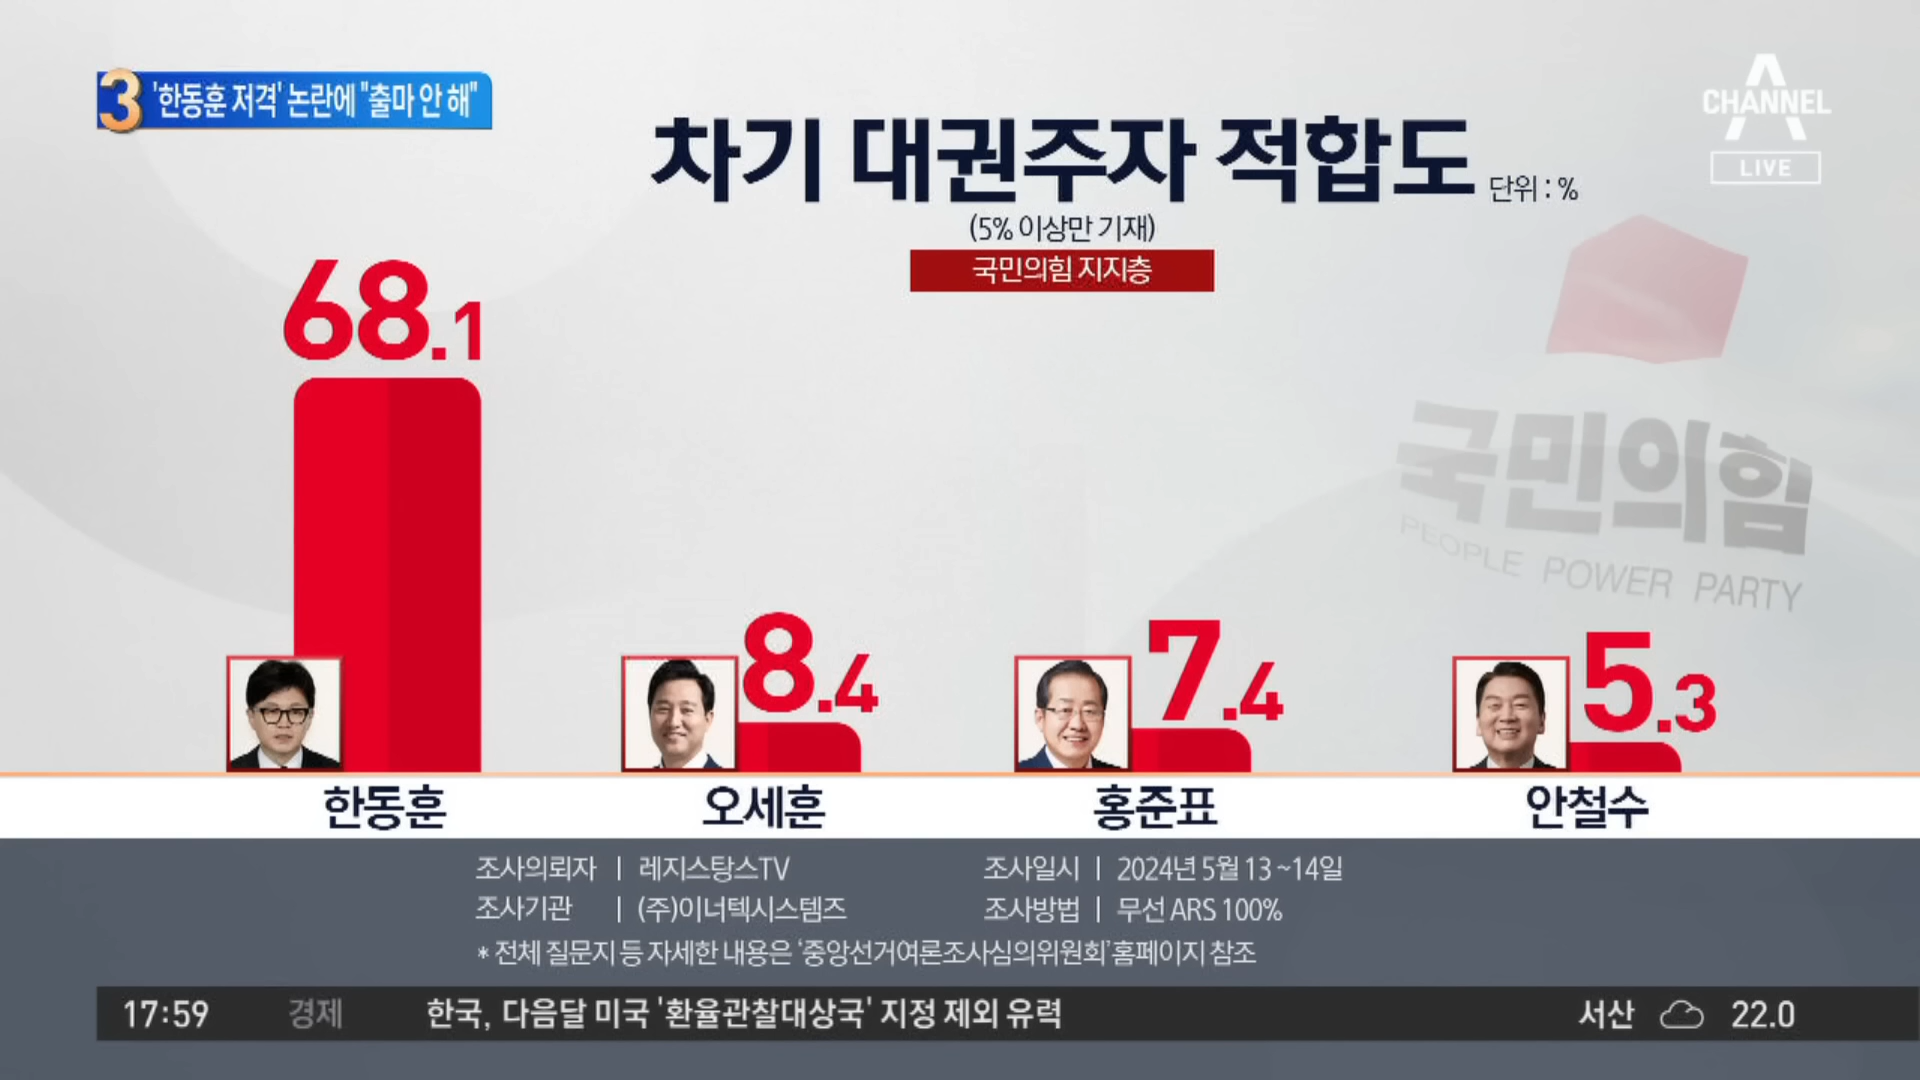 3 '한동훈 저격' 논란에 "출마 안 해"
CHANNEL A
LIVE
차기 대권주자 적합도 단위 : %
(5% 이상만 기재)
국민의힘 지지층
국민의힘
PEOPLE POWER PARTY
68.1
8.4
7.4
5.3
한동훈 오세훈 홍준표 안철수
조사의뢰자 | 레지스탕스TV 조사일시 | 2024년 5월 13 ~14일
조사기관 | (주)이너텍시스템즈 조사방법 | 무선 ARS 100%
* 전체 질문지 등 자세한 내용은 '중앙선거여론조사심의위원회' 홈페이지 참조
17:59 경제 한국, 다음달 미국 '환율관찰대상국' 지정 제외 유력 서산 22.0